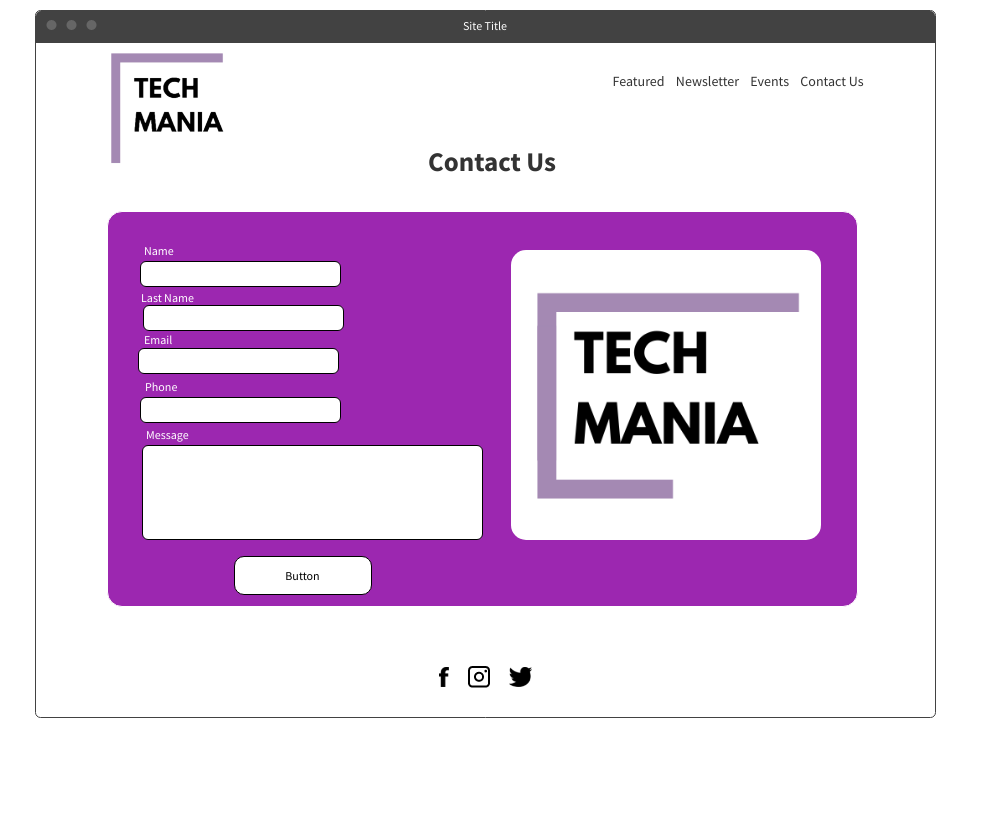 Site Title
TECH
MANIA
Featured Newsletter Events Contact Us
Contact Us
Name
Last Name
Email
Phone
Message
Button
TECH
MANIA